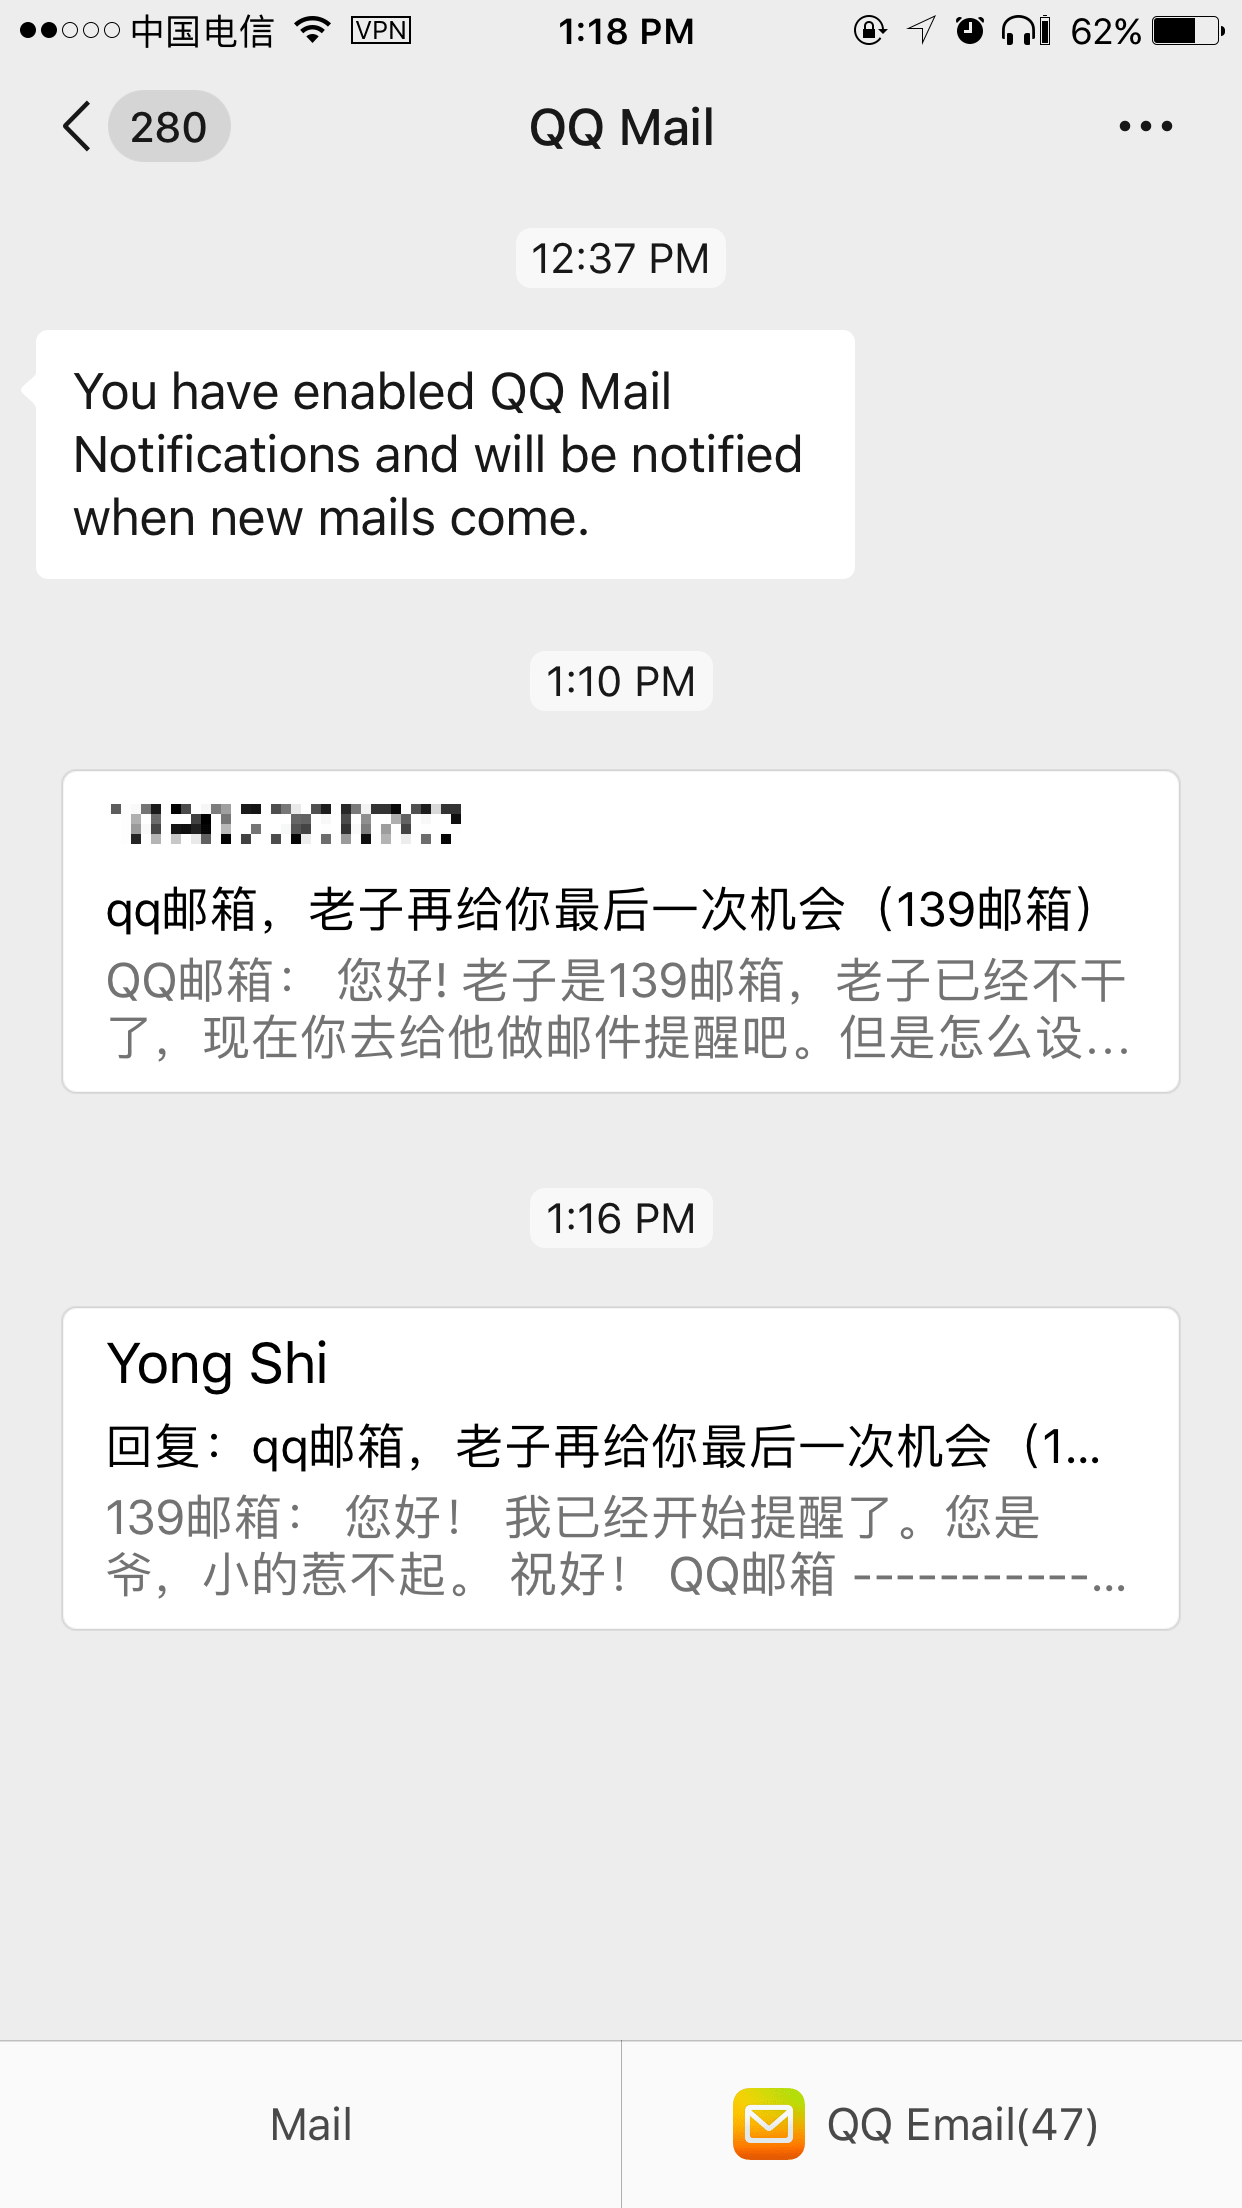 中国电信 VPN 1:18 PM 62%
280 QQ Mail
12:37 PM
You have enabled QQ Mail
Notifications and will be notified
when new mails come.
1:10 PM
qq邮箱，老子再给你最后一次机会（139邮箱）
QQ邮箱： 您好! 老子是139邮箱，老子已经不干
了，现在你去给他做邮件提醒吧。但是怎么设...
1:16 PM
Yong Shi
回复：qq邮箱，老子再给你最后一次机会（1...
139邮箱： 您好！ 我已经开始提醒了。您是
爷，小的惹不起。 祝好！ QQ邮箱 -----------...
Mail QQ Email(47)